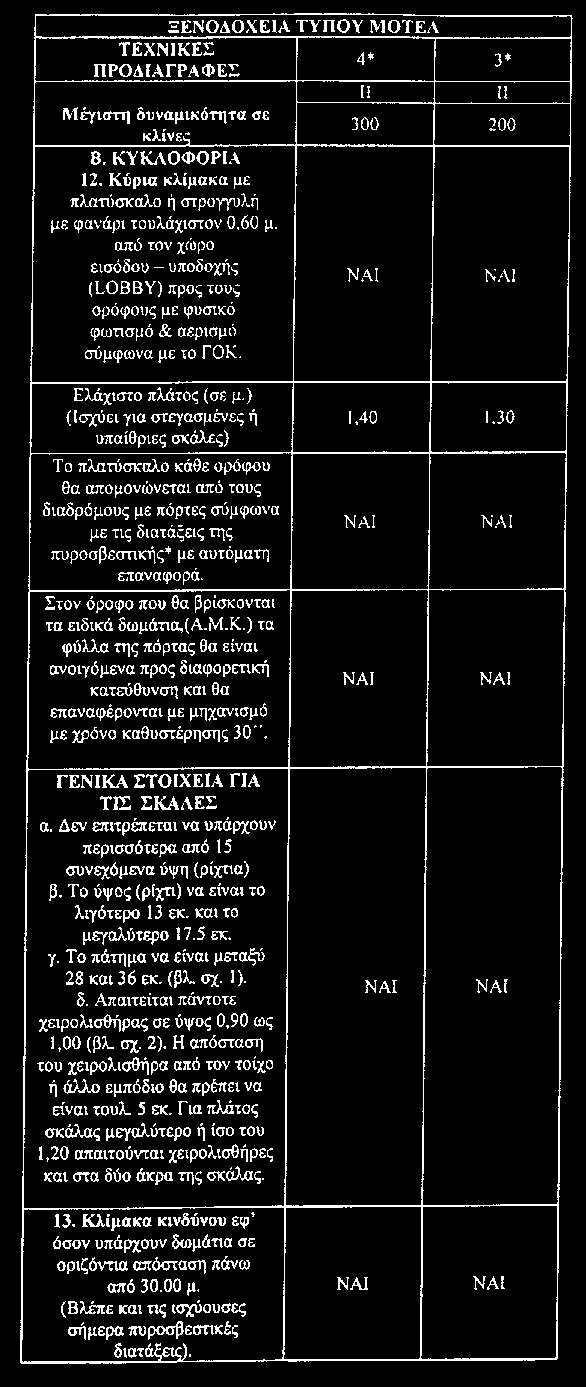 ΞΕΝΟΔΟΧΕΙΑ ΤΥΠΟΥ ΜΟΤΕΛ
ΤΕΧΝΙΚΕΣ
ΠΡΟΔΙΑΓΡΑΦΕΣ
4* 3*
Π Π
Μέγιστη δυναμικότητα σε
κλίνες
300 200
Β. ΚΥΚΛΟΦΟΡΙΑ
12. Κύρια κλίμακα με
πλατύσκαλο ή στρογγυλή
με φανάρι τουλάχιστον 0,60 μ.
από τον χώρο
εισόδου – υποδοχής
(LOBBY) προς τους
ορόφους με φυσικό
φωτισμό & αερισμό
σύμφωνα με το ΓΟΚ.
ΝΑΙ ΝΑΙ
Ελάχιστο πλάτος (σε μ.)
(Ισχύει για στεγασμένες ή
υπαίθριες σκάλες)
1,40 1,30
Το πλατύσκαλο κάθε ορόφου
θα απομονώνεται από τους
διαδρόμους με πόρτες σύμφωνα
με τις διατάξεις της
πυροσβεστικής* με αυτόματη
επαναφορά.
ΝΑΙ ΝΑΙ
Στον όροφο που θα βρίσκονται
τα ειδικά δωμάτια,(Α.Μ.Κ.) τα
φύλλα της πόρτας θα είναι
ανοιγόμενα προς διαφορετική
κατεύθυνση και θα
επαναφέρονται με μηχανισμό
με χρόνο καθυστέρησης 30΄΄.
ΝΑΙ ΝΑΙ
ΓΕΝΙΚΑ ΣΤΟΙΧΕΙΑ ΓΙΑ
ΤΙΣ ΣΚΑΛΕΣ
α. Δεν επιτρέπεται να υπάρχουν
περισσότερα από 15
συνεχόμενα ύψη (ρίχτια)
β. Το ύψος (ρίχτι) να είναι το
λιγότερο 13 εκ. και το
μεγαλύτερο 17.5 εκ.
γ. Το πάτημα να είναι μεταξύ
28 και 36 εκ. (βλ. σχ. 1).
δ. Απαιτείται πάντοτε
χειρολισθήρας σε ύψος 0,90 ως
1,00 (βλ. σχ. 2). Η απόσταση
του χειρολισθήρα από τον τοίχο
ή άλλο εμπόδιο θα πρέπει να
είναι τουλ. 5 εκ. Για πλάτος
σκάλας μεγαλύτερο ή ίσο του
1,20 απαιτούνται χειρολισθήρες
και στα δύο άκρα της σκάλας.
ΝΑΙ ΝΑΙ
13. Κλίμακα κινδύνου εφ'
όσον υπάρχουν δωμάτια σε
οριζόντια απόσταση πάνω
από 30.00 μ.
(Βλέπε και τις ισχύουσες
σήμερα πυροσβεστικές
διατάξεις).
ΝΑΙ ΝΑΙ